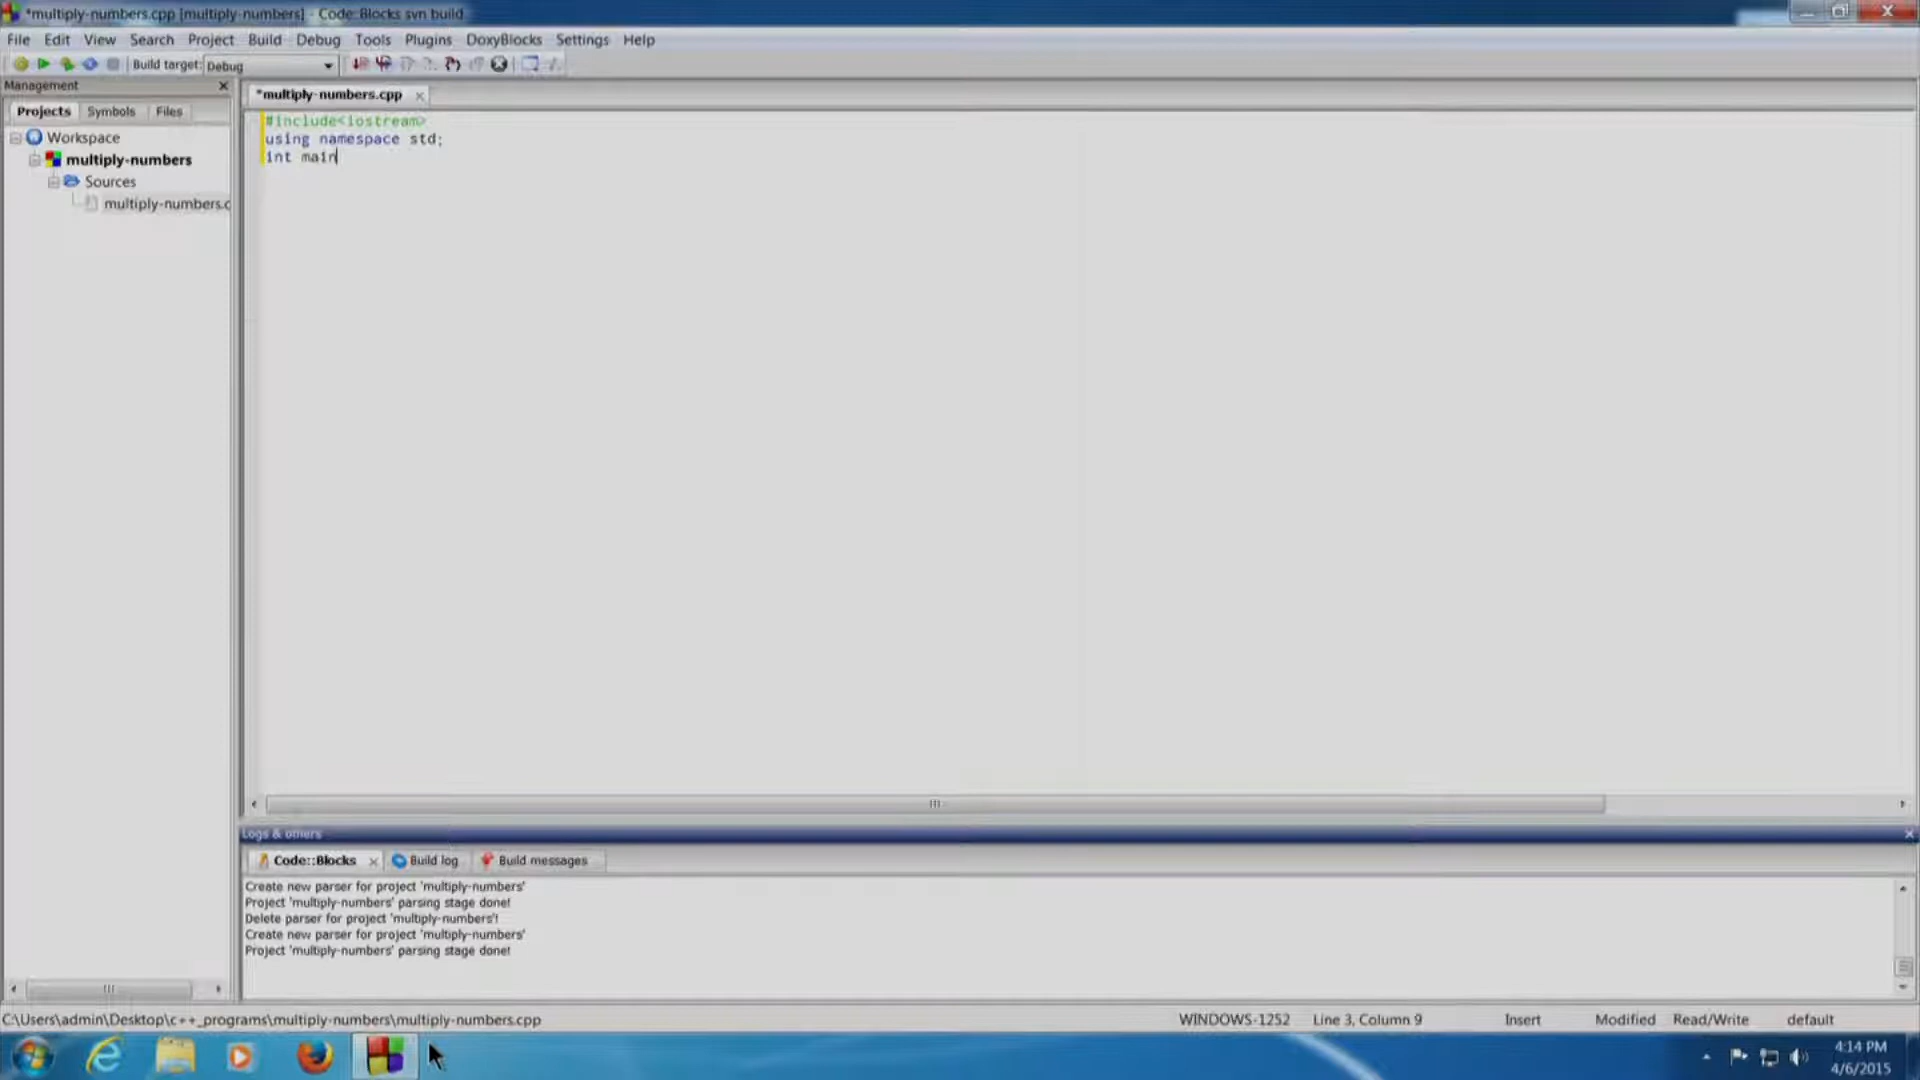 *multiply-numbers.cpp [multiply-numbers] - Code::Blocks svn build
File Edit View Search Project Build Debug Tools Plugins DoxyBlocks Settings Help
Build target: Debug
Management
*multiply-numbers.cpp
Projects Symbols Files
#include<iostream>
Workspace
using namespace std;
multiply-numbers
int main
Sources
multiply-numbers.c
Logs & others
Code::Blocks Build log Build messages
Create new parser for project 'multiply-numbers'
Project 'multiply-numbers' parsing stage done!
Delete parser for project 'multiply-numbers'!
Create new parser for project 'multiply-numbers'
Project 'multiply-numbers' parsing stage done!
C:\Users\admin\Desktop\c++_programs\multiply-numbers\multiply-numbers.cpp WINDOWS-1252 Line 3, Column 9 Insert Modified Read/Write default
4:14 PM
4/6/2015